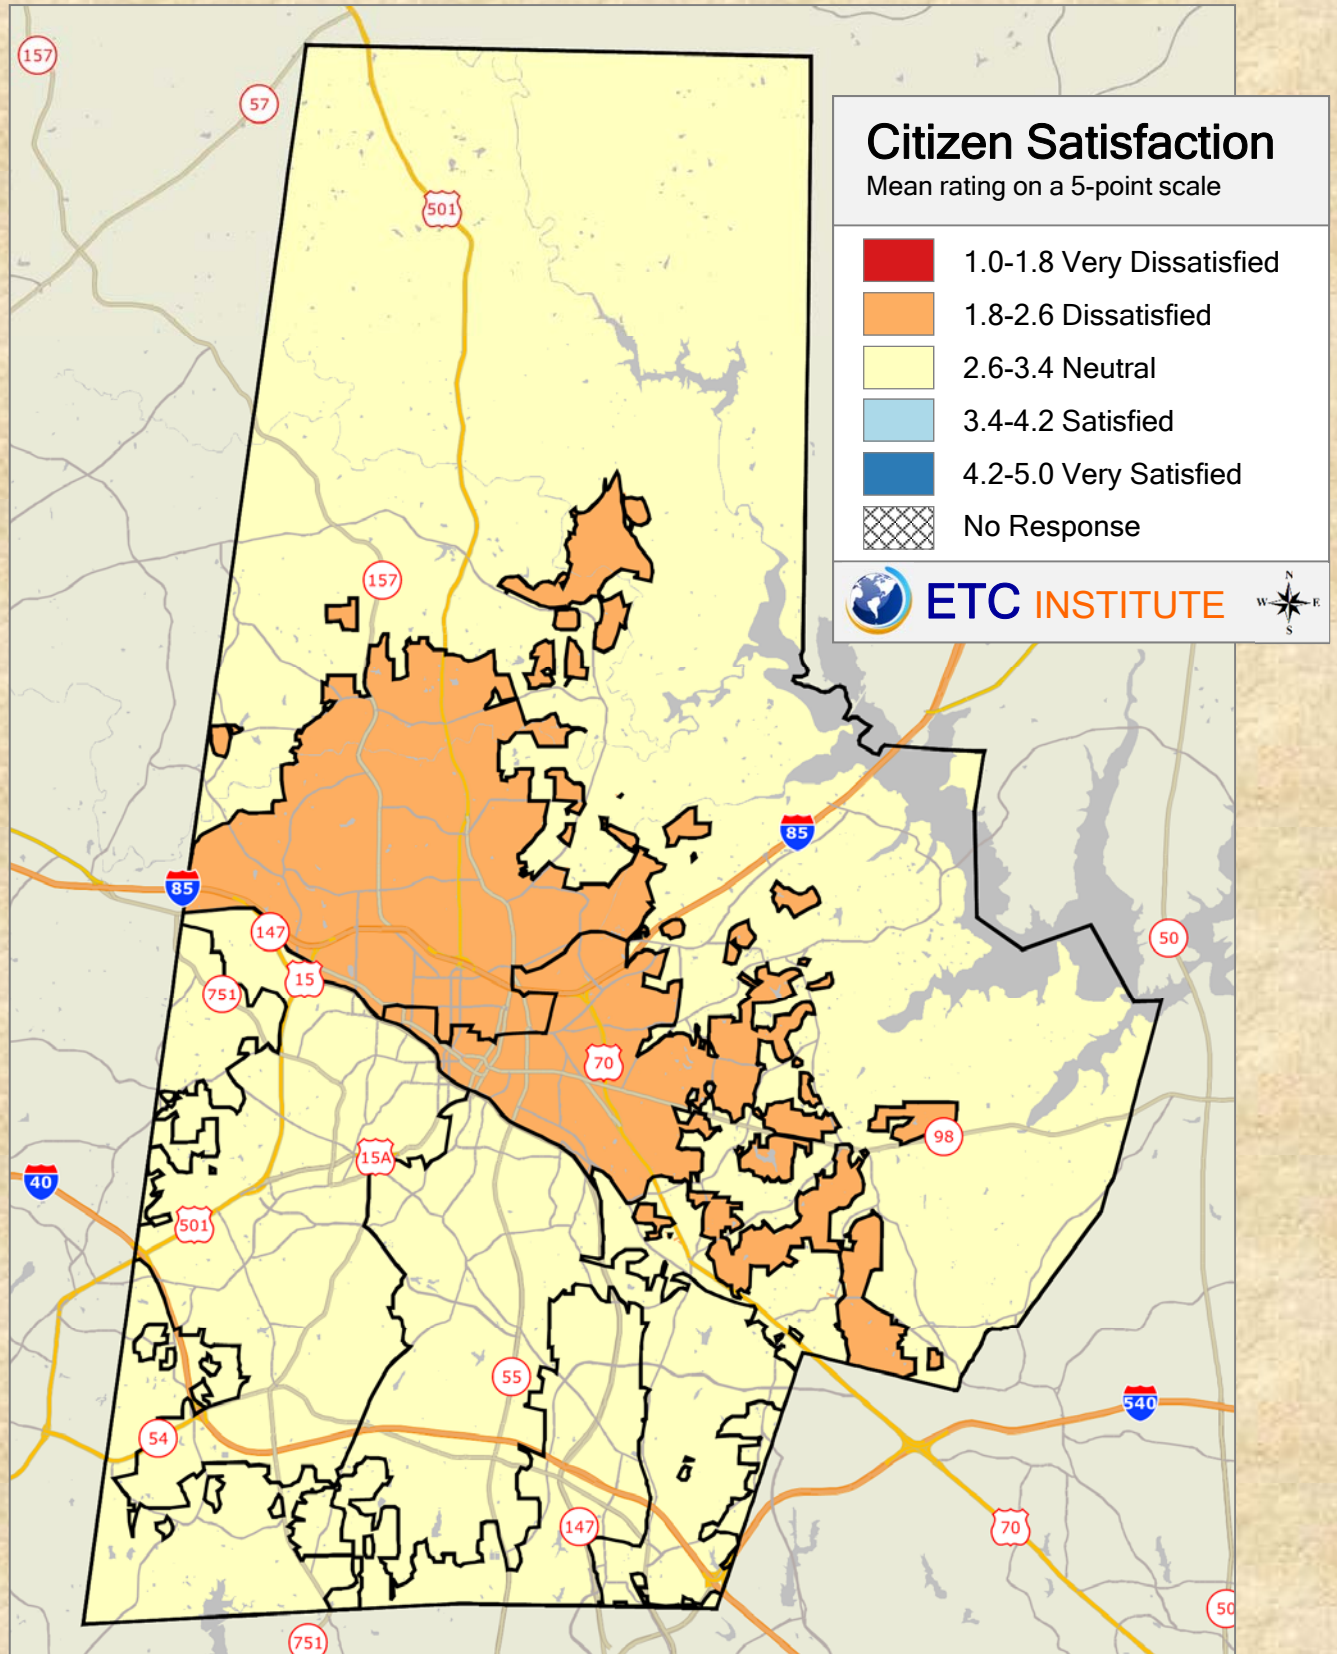 157
57
501
Citizen Satisfaction
Mean rating on a 5-point scale
1.0-1.8 Very Dissatisfied
1.8-2.6 Dissatisfied
2.6-3.4 Neutral
3.4-4.2 Satisfied
4.2-5.0 Very Satisfied
No Response
ETC INSTITUTE
N
W E
S
157
85
85
147
50
15
751
70
98
15A
40
501
55
540
54
147
70
50
751